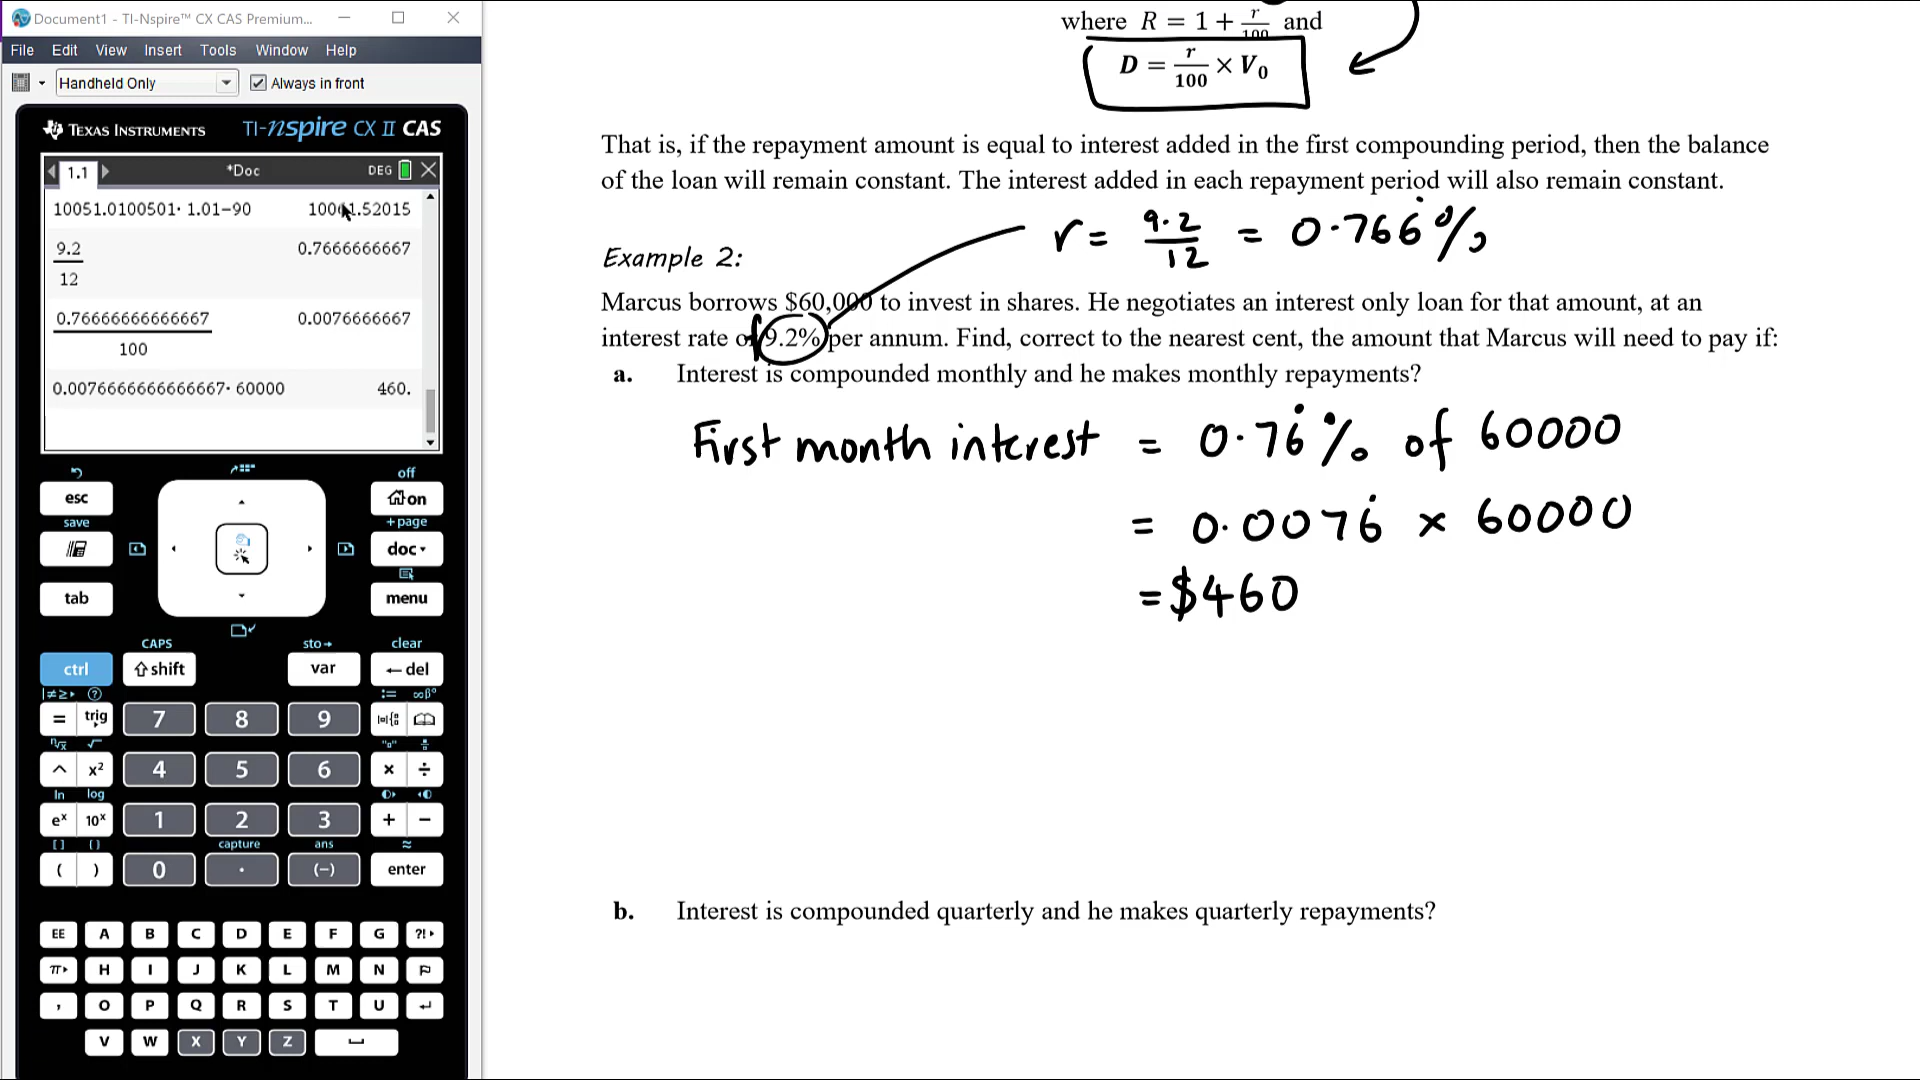 Document1 - TI-Nspire™ CX CAS Premium...
File Edit View Insert Tools Window Help
Handheld Only
Always in front
TEXAS INSTRUMENTS TI-nspire CX II CAS
1.1 *Doc DEG
10051.0100501·1.01−90
9.2/12 0.7666666667
0.76666666666667/100 0.0076666667
0.0076666666666667·60000 460.
off
esc on
save +page
doc
tab menu
CAPS sto→ clear
ctrl shift var ←del
|≠≥▸ ? := ∞β°
= trig 7 8 9
ⁿ√x √ "▫"
^ x² 4 5 6 × ÷
ln log
eˣ 10ˣ 1 2 3 + −
[ ] { } capture ans ≈
( ) 0 . (−) enter
EE A B C D E F G ?!▸
π▸ H I J K L M N
, O P Q R S T U ↵
V W X Y Z
where R = 1 + r/100 and
D = r/100 × V₀
That is, if the repayment amount is equal to interest added in the first compounding period, then the balance
of the loan will remain constant. The interest added in each repayment period will also remain constant.
r = 9.2/12 = 0.766̇%
Example 2:
Marcus borrows $60,000 to invest in shares. He negotiates an interest only loan for that amount, at an
interest rate of 9.2% per annum. Find, correct to the nearest cent, the amount that Marcus will need to pay if:
a. Interest is compounded monthly and he makes monthly repayments?
First month interest = 0.76̇% of 60000
= 0.0076̇ × 60000
= $460
b. Interest is compounded quarterly and he makes quarterly repayments?